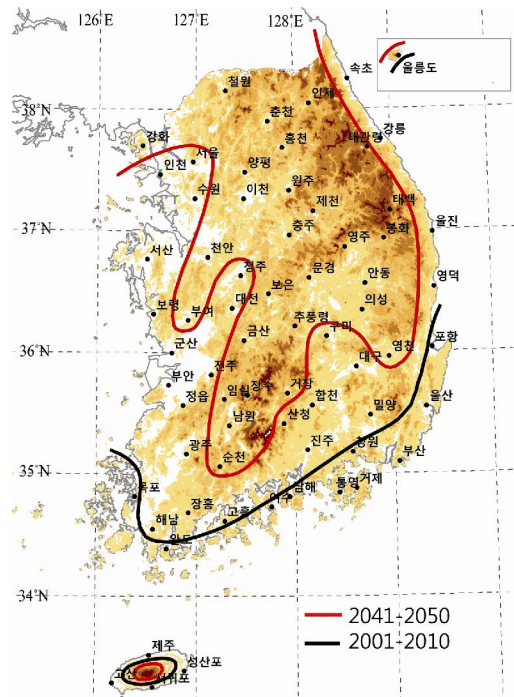 126°E 127°E 128°E
울릉도
속초
철원
인제
38°N
춘천
강릉
강화
홍천
대관령
인천 서울
양평
원주
수원 이천
제천
태백
충주
울진
37°N
영주 봉화
서산
천안
청주
문경
안동
영덕
보은
의성
보령
대전
부여
추풍령
구미
금산
포항
군산
36°N
대구
영천
전주
부안
임실 장수
거창
합천
정읍
밀양
울산
남원
산청
광주
진주
창원
부산
순천
35°N
목포
통영 거제
남해
여수
장흥
고흥
해남
완도
34°N
2041-2050
2001-2010
제주
성산포
고산
서귀포